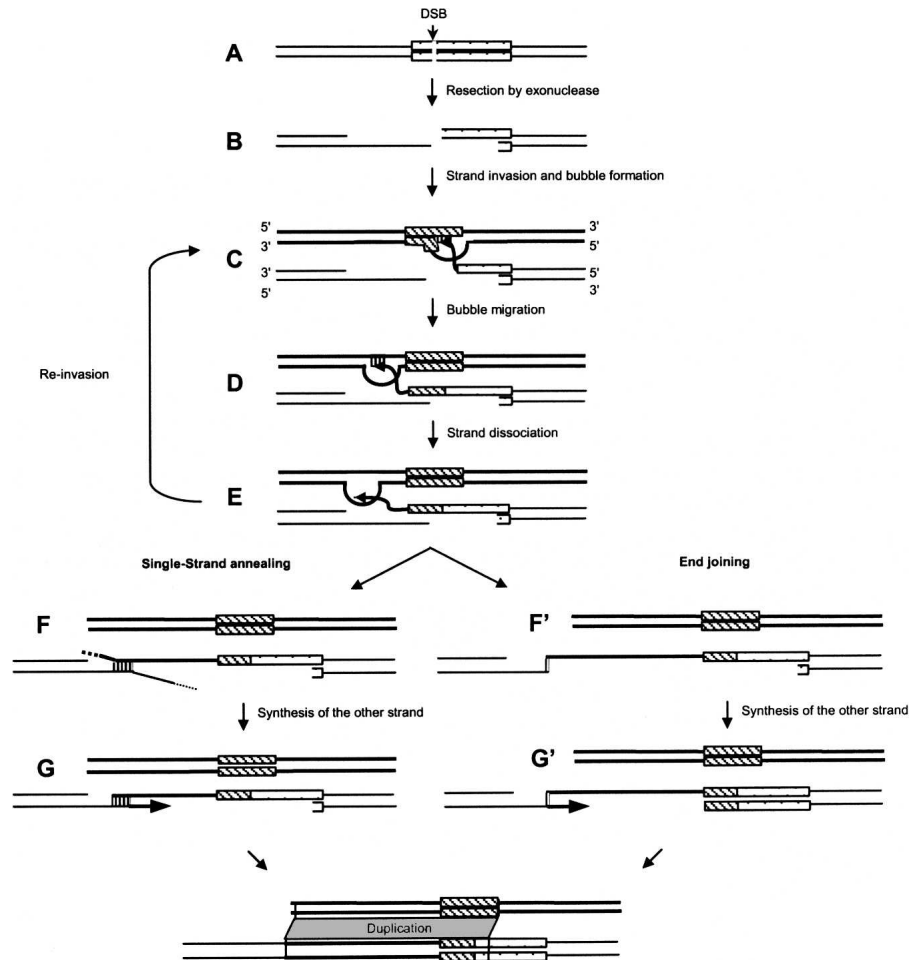 DSB
A
Resection by exonuclease
B
Strand invasion and bubble formation
5' 3'
3' 5'
C
3' 5'
5' 3'
Bubble migration
Re-invasion
D
Strand dissociation
E
Single-Strand annealing
End joining
F F’
Synthesis of the other strand Synthesis of the other strand
G G’
Duplication